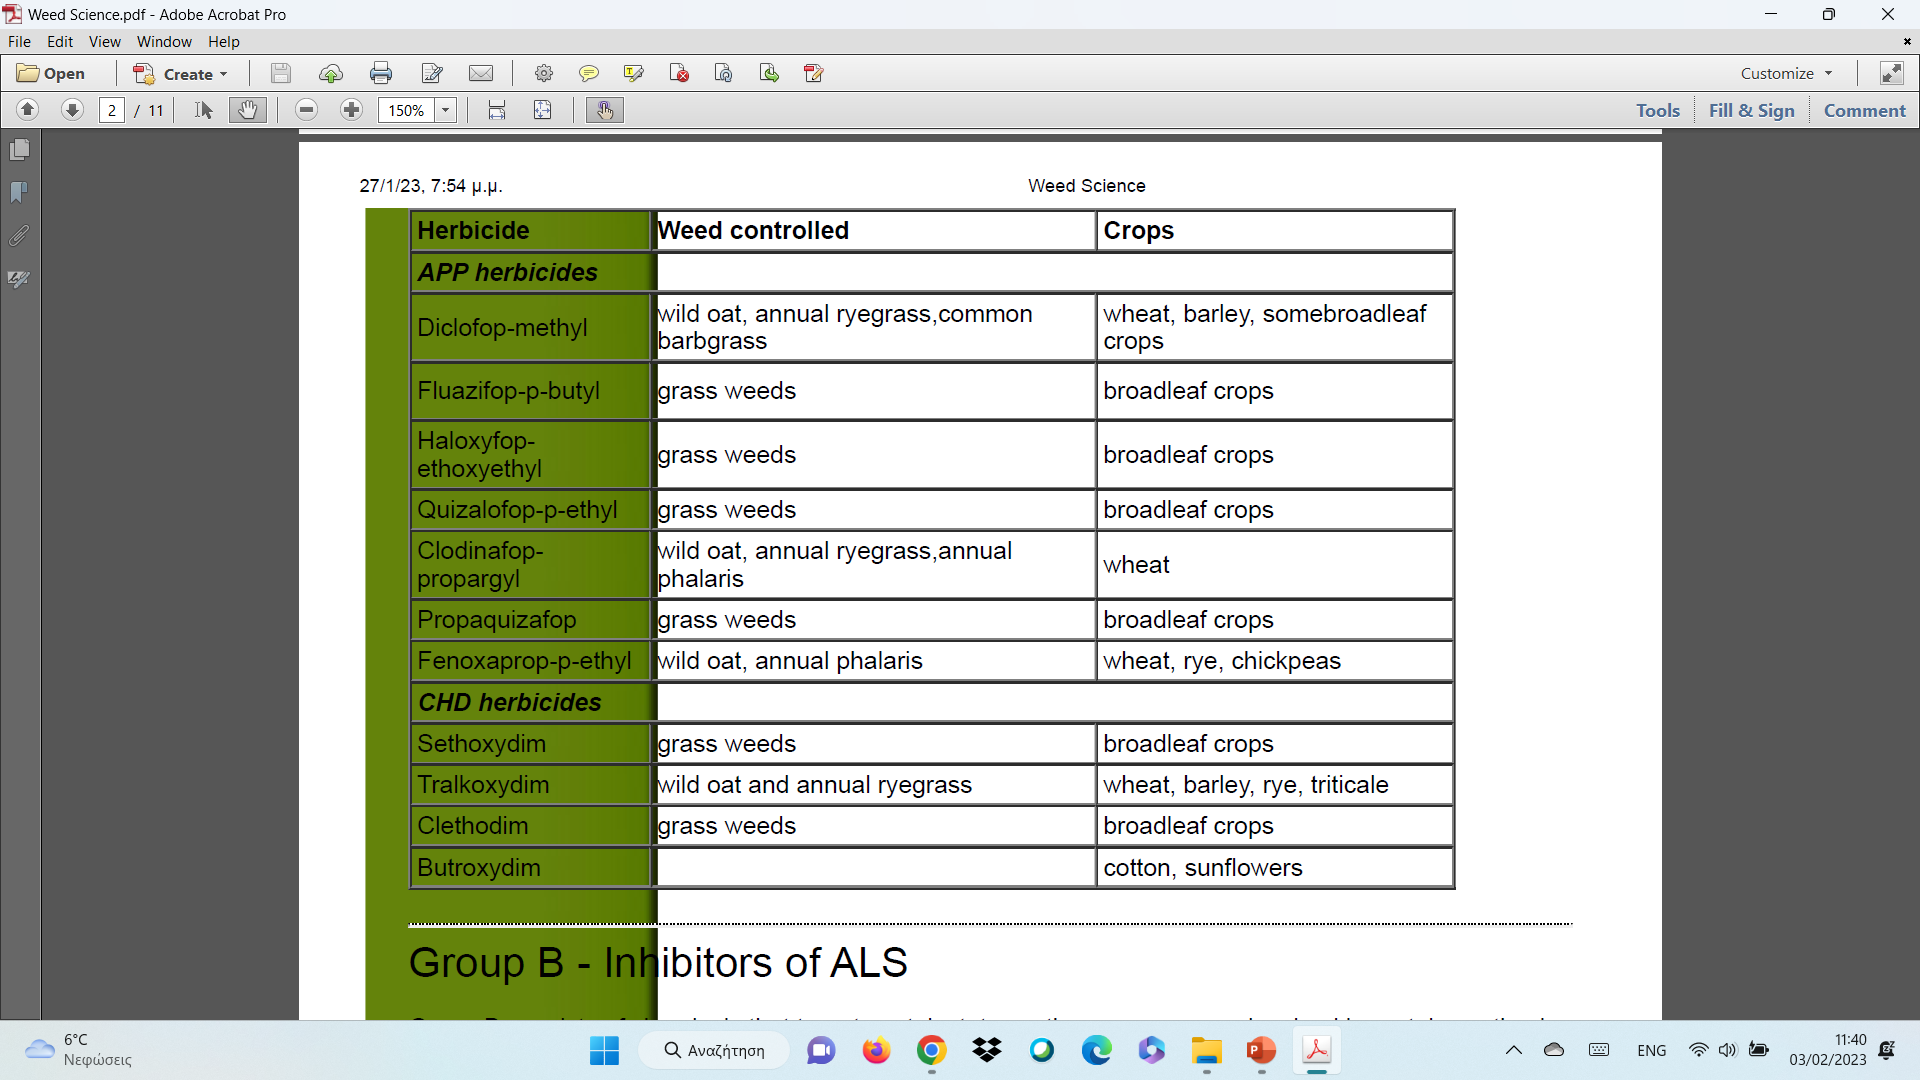 Weed Science.pdf - Adobe Acrobat Pro
File Edit View Window Help
Open Create Customize
2 / 11 150% Tools Fill & Sign Comment
27/1/23, 7:54 μ.μ. Weed Science
Herbicide Weed controlled Crops
APP herbicides
Diclofop-methyl wild oat, annual ryegrass,common barbgrass wheat, barley, somebroadleaf crops
Fluazifop-p-butyl grass weeds broadleaf crops
Haloxyfop-ethoxyethyl grass weeds broadleaf crops
Quizalofop-p-ethyl grass weeds broadleaf crops
Clodinafop-propargyl wild oat, annual ryegrass,annual phalaris wheat
Propaquizafop grass weeds broadleaf crops
Fenoxaprop-p-ethyl wild oat, annual phalaris wheat, rye, chickpeas
CHD herbicides
Sethoxydim grass weeds broadleaf crops
Tralkoxydim wild oat and annual ryegrass wheat, barley, rye, triticale
Clethodim grass weeds broadleaf crops
Butroxydim cotton, sunflowers
Group B - Inhibitors of ALS
6°C
Νεφώσεις
Αναζήτηση
ENG
11:40
03/02/2023